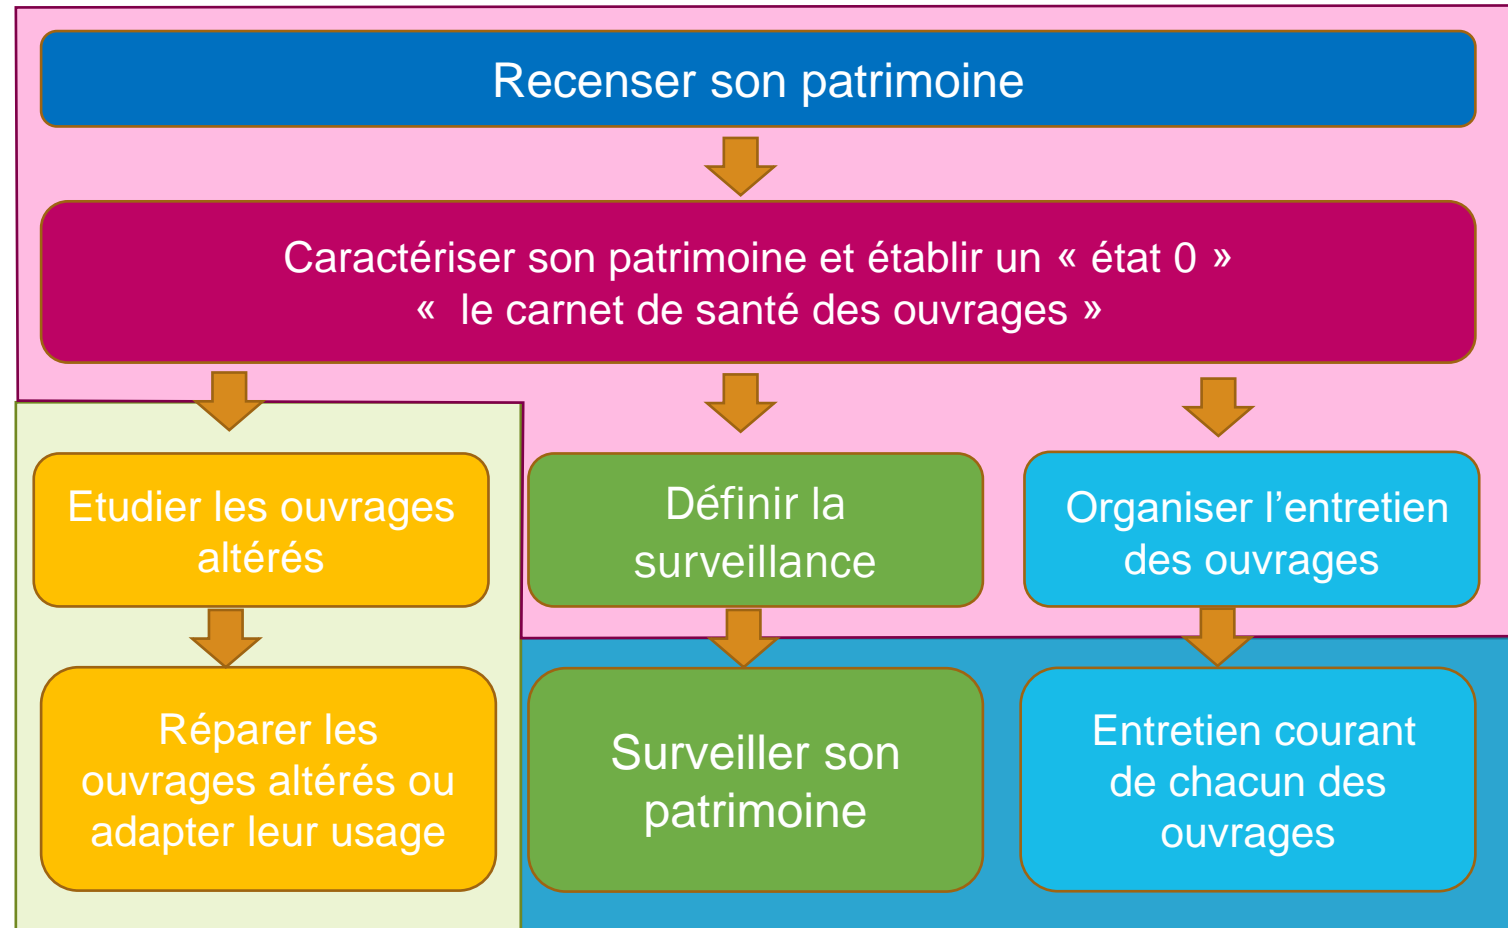 Recenser son patrimoine
Caractériser son patrimoine et établir un « état 0 »
« le carnet de santé des ouvrages »
Etudier les ouvrages
altérés
Définir la
surveillance
Organiser l’entretien
des ouvrages
Réparer les
ouvrages altérés ou
adapter leur usage
Surveiller son
patrimoine
Entretien courant
de chacun des
ouvrages